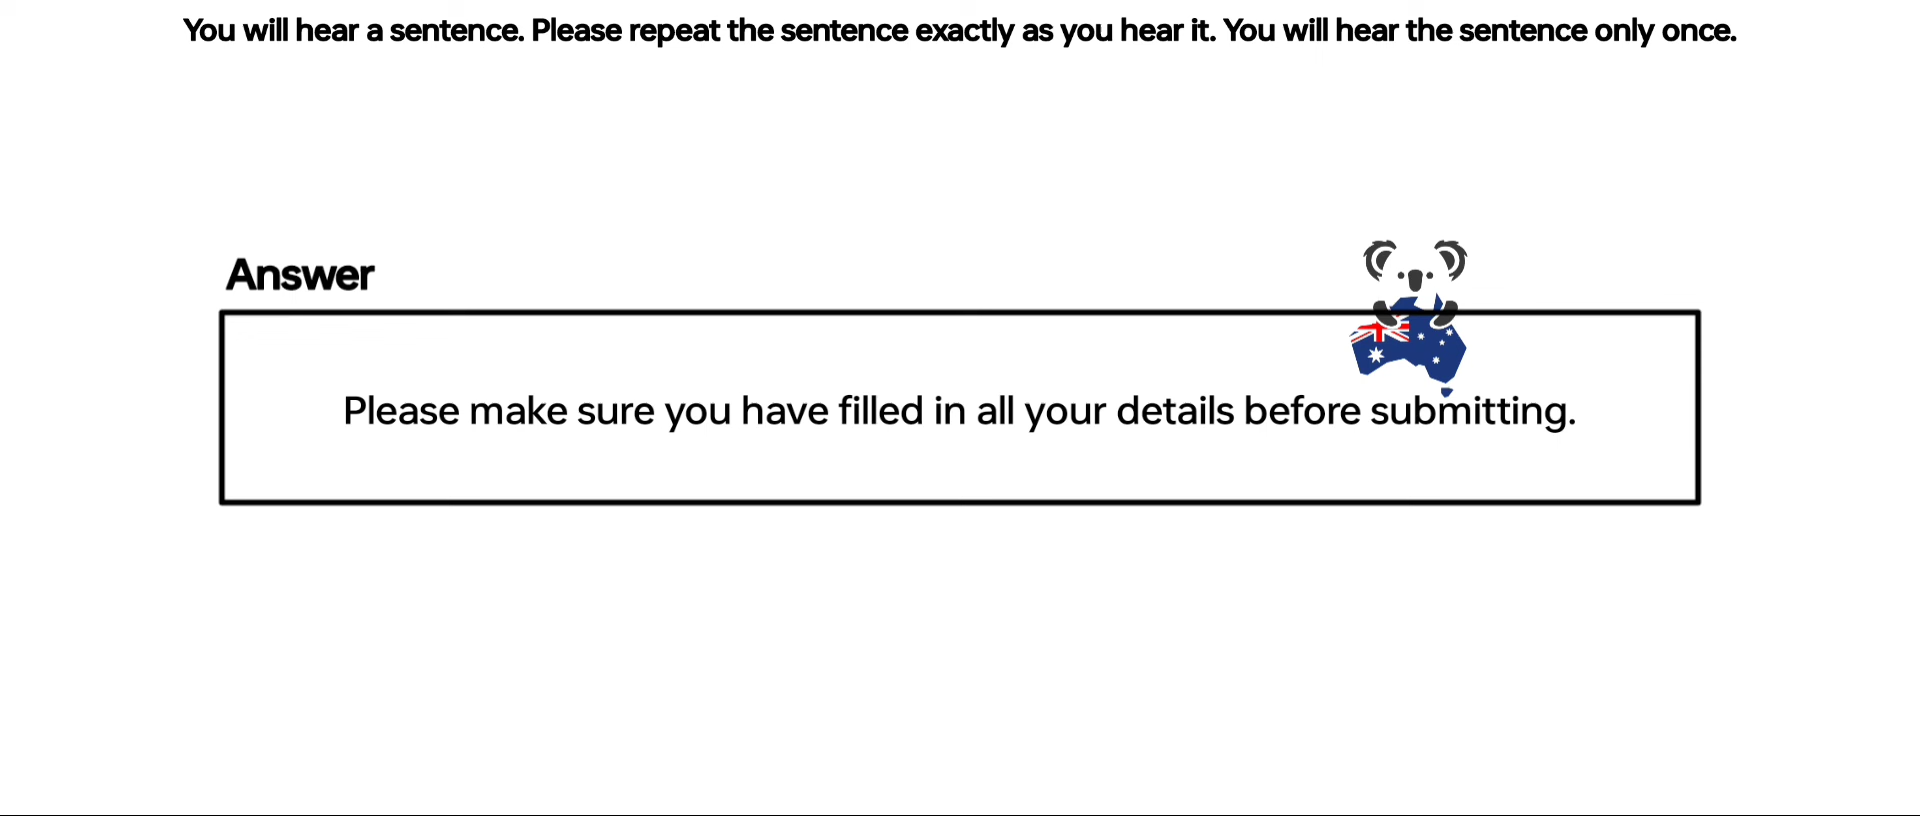 You will hear a sentence. Please repeat the sentence exactly as you hear it. You will hear the sentence only once.
Answer
Please make sure you have filled in all your details before submitting.